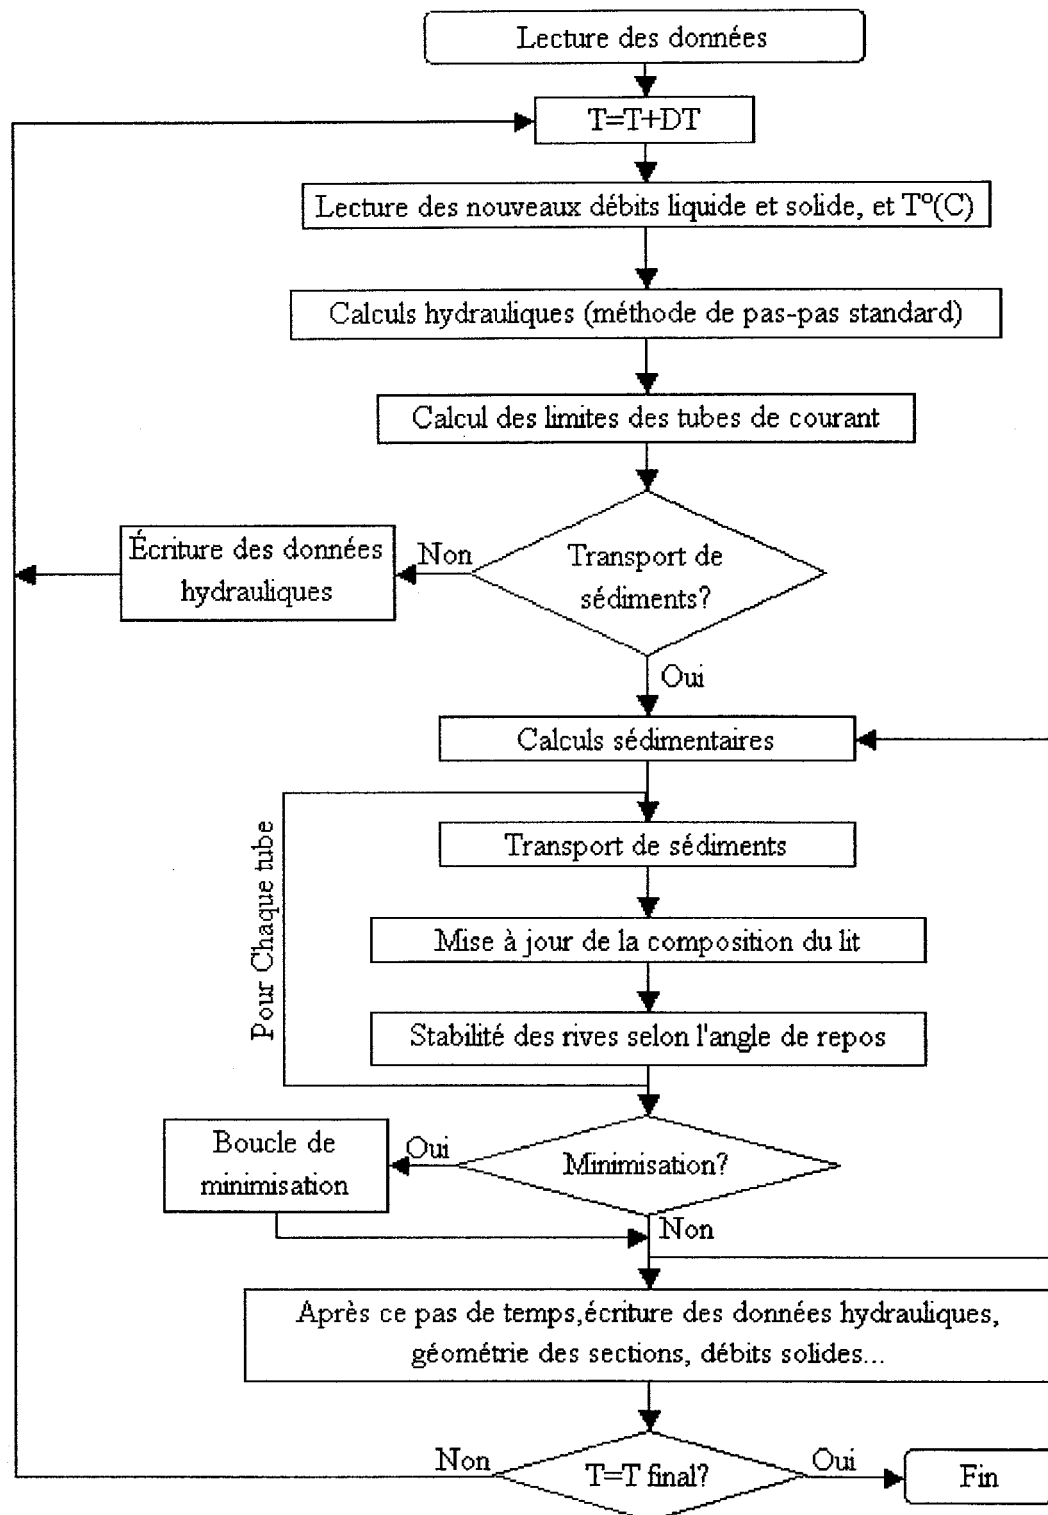 Lecture des données
T=T+DT
Lecture des nouveaux débits liquide et solide, et Tº(C)
Calculs hydrauliques (méthode de pas-pas standard)
Calcul des limites des tubes de courant
Écriture des données
hydrauliques
Non
Transport de
sédiments?
Oui
Calculs sédimentaires
Pour Chaque tube
Transport de sédiments
Mise à jour de la composition du lit
Stabilité des rives selon l'angle de repos
Boucle de
minimisation
Oui
Minimisation?
Non
Après ce pas de temps,écriture des données hydrauliques,
géométrie des sections, débits solides...
Non
T=T final?
Oui
Fin